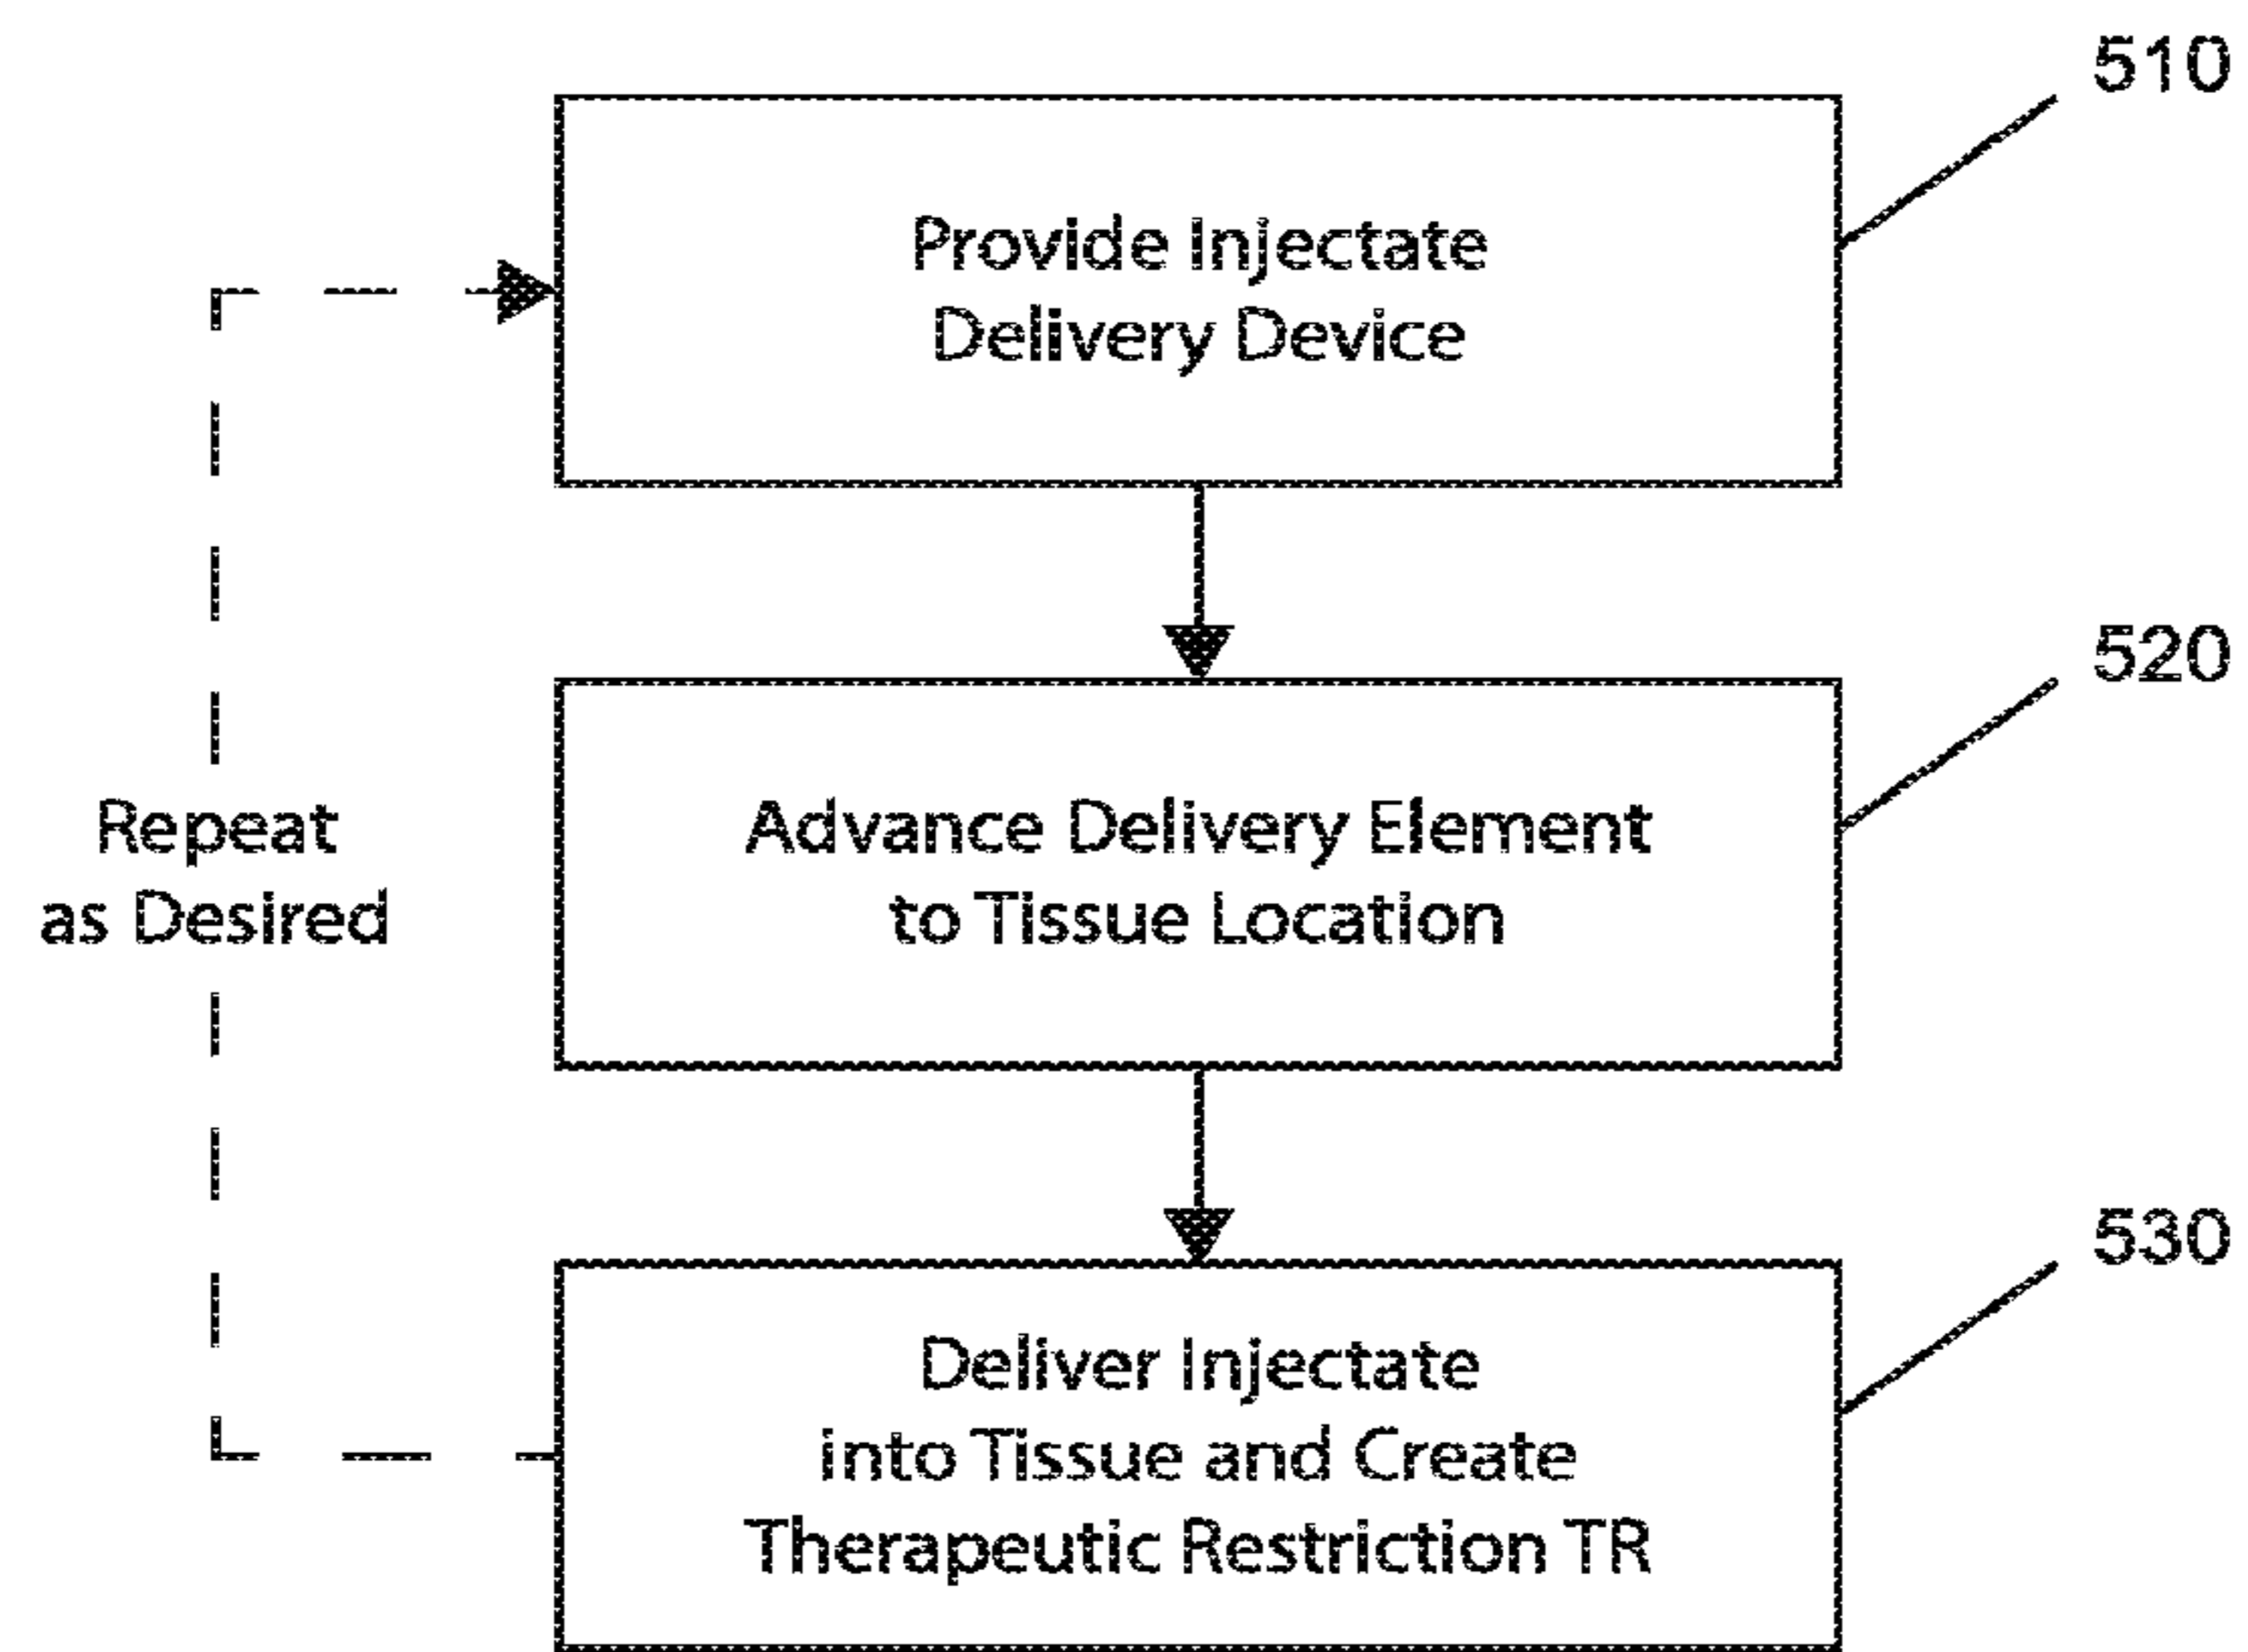 510
Provide Injectate
Delivery Device
520
Advance Delivery Element
to Tissue Location
Repeat
as Desired
530
Deliver Injectate
into Tissue and Create
Therapeutic Restriction TR